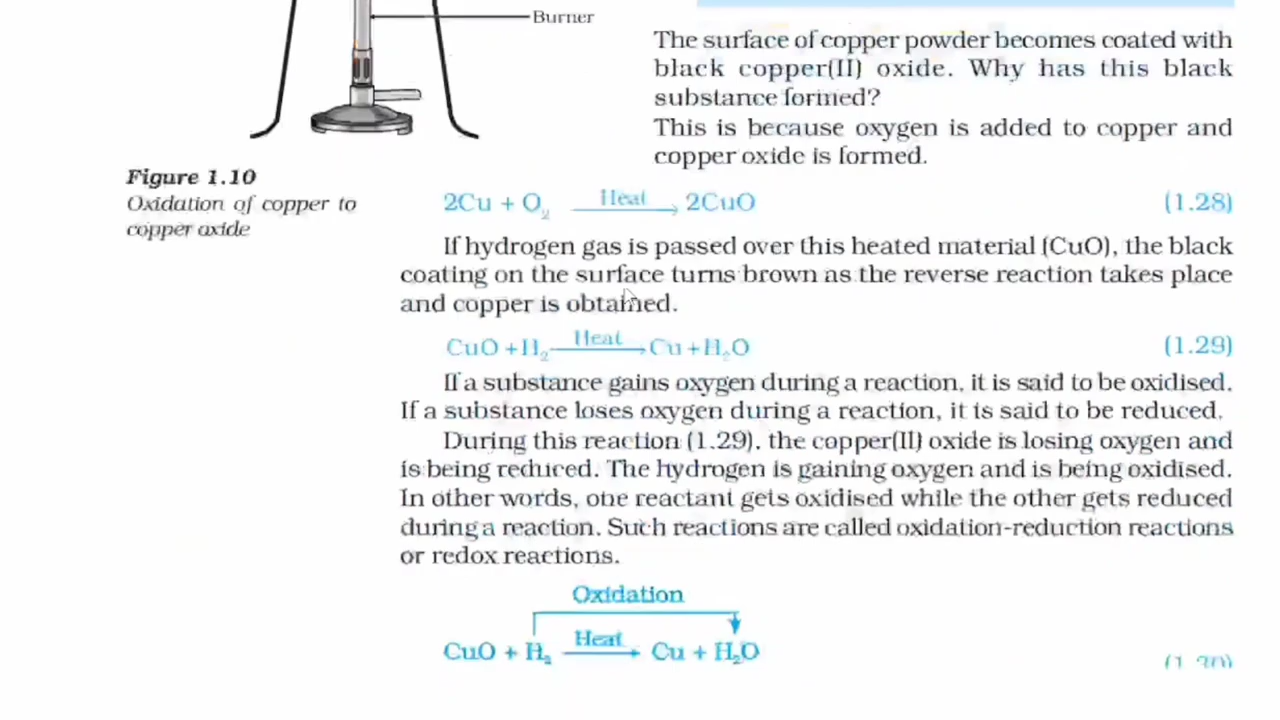 Burner
The surface of copper powder becomes coated with
black copper(II) oxide. Why has this black
substance formed?
This is because oxygen is added to copper and
copper oxide is formed.
Figure 1.10
Oxidation of copper to
copper oxide
2Cu + O₂ Heat 2CuO (1.28)
If hydrogen gas is passed over this heated material (CuO), the black
coating on the surface turns brown as the reverse reaction takes place
and copper is obtained.
CuO +H₂ Heat Cu +H₂O (1.29)
If a substance gains oxygen during a reaction, it is said to be oxidised.
If a substance loses oxygen during a reaction, it is said to be reduced.
During this reaction (1.29), the copper(II) oxide is losing oxygen and
is being reduced. The hydrogen is gaining oxygen and is being oxidised.
In other words, one reactant gets oxidised while the other gets reduced
during a reaction. Such reactions are called oxidation-reduction reactions
or redox reactions.
Oxidation
CuO + H₂ Heat Cu + H₂O